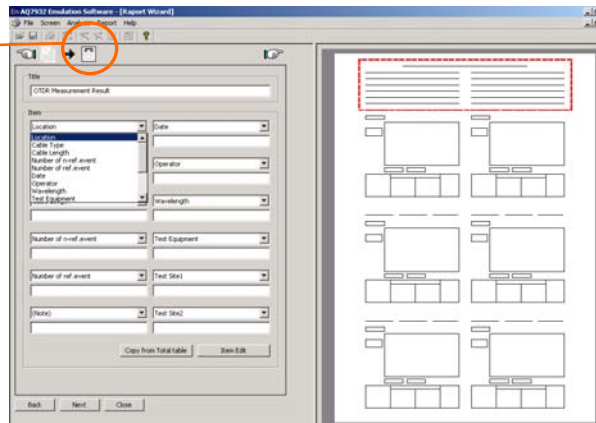 AQ7932 Emulation Software - [Raport Wizard]
File Screen Analysis Report Help
Title
OTDR Measurement Result
Item
Location Date
Location
Cable Type
Cable Length
Number of n-ref.event
Number of ref.event
Date
Operator
Wavelength
Test Equipment
Operator
Wavelength
Number of n-ref.event Test Equipment
Number of ref.event Test Site1
(Note) Test Site2
Copy from Total table Item Edit
Back Next Close